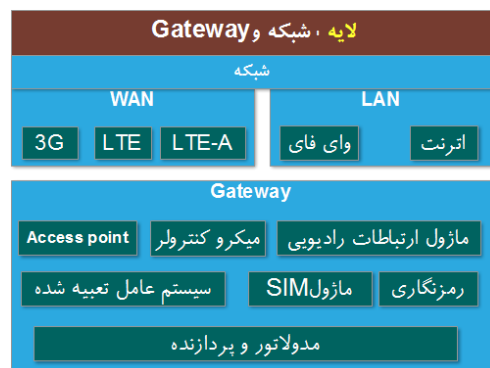 لایه ، شبکه و Gateway
شبکه
LAN
WAN
اترنت
وای فای
LTE-A
LTE
3G
Gateway
ماژول ارتباطات رادیویی
میکرو کنترولر
Access point
رمزنگاری
ماژول SIM
سیستم عامل تعبیه شده
مدولاتور و پردازنده